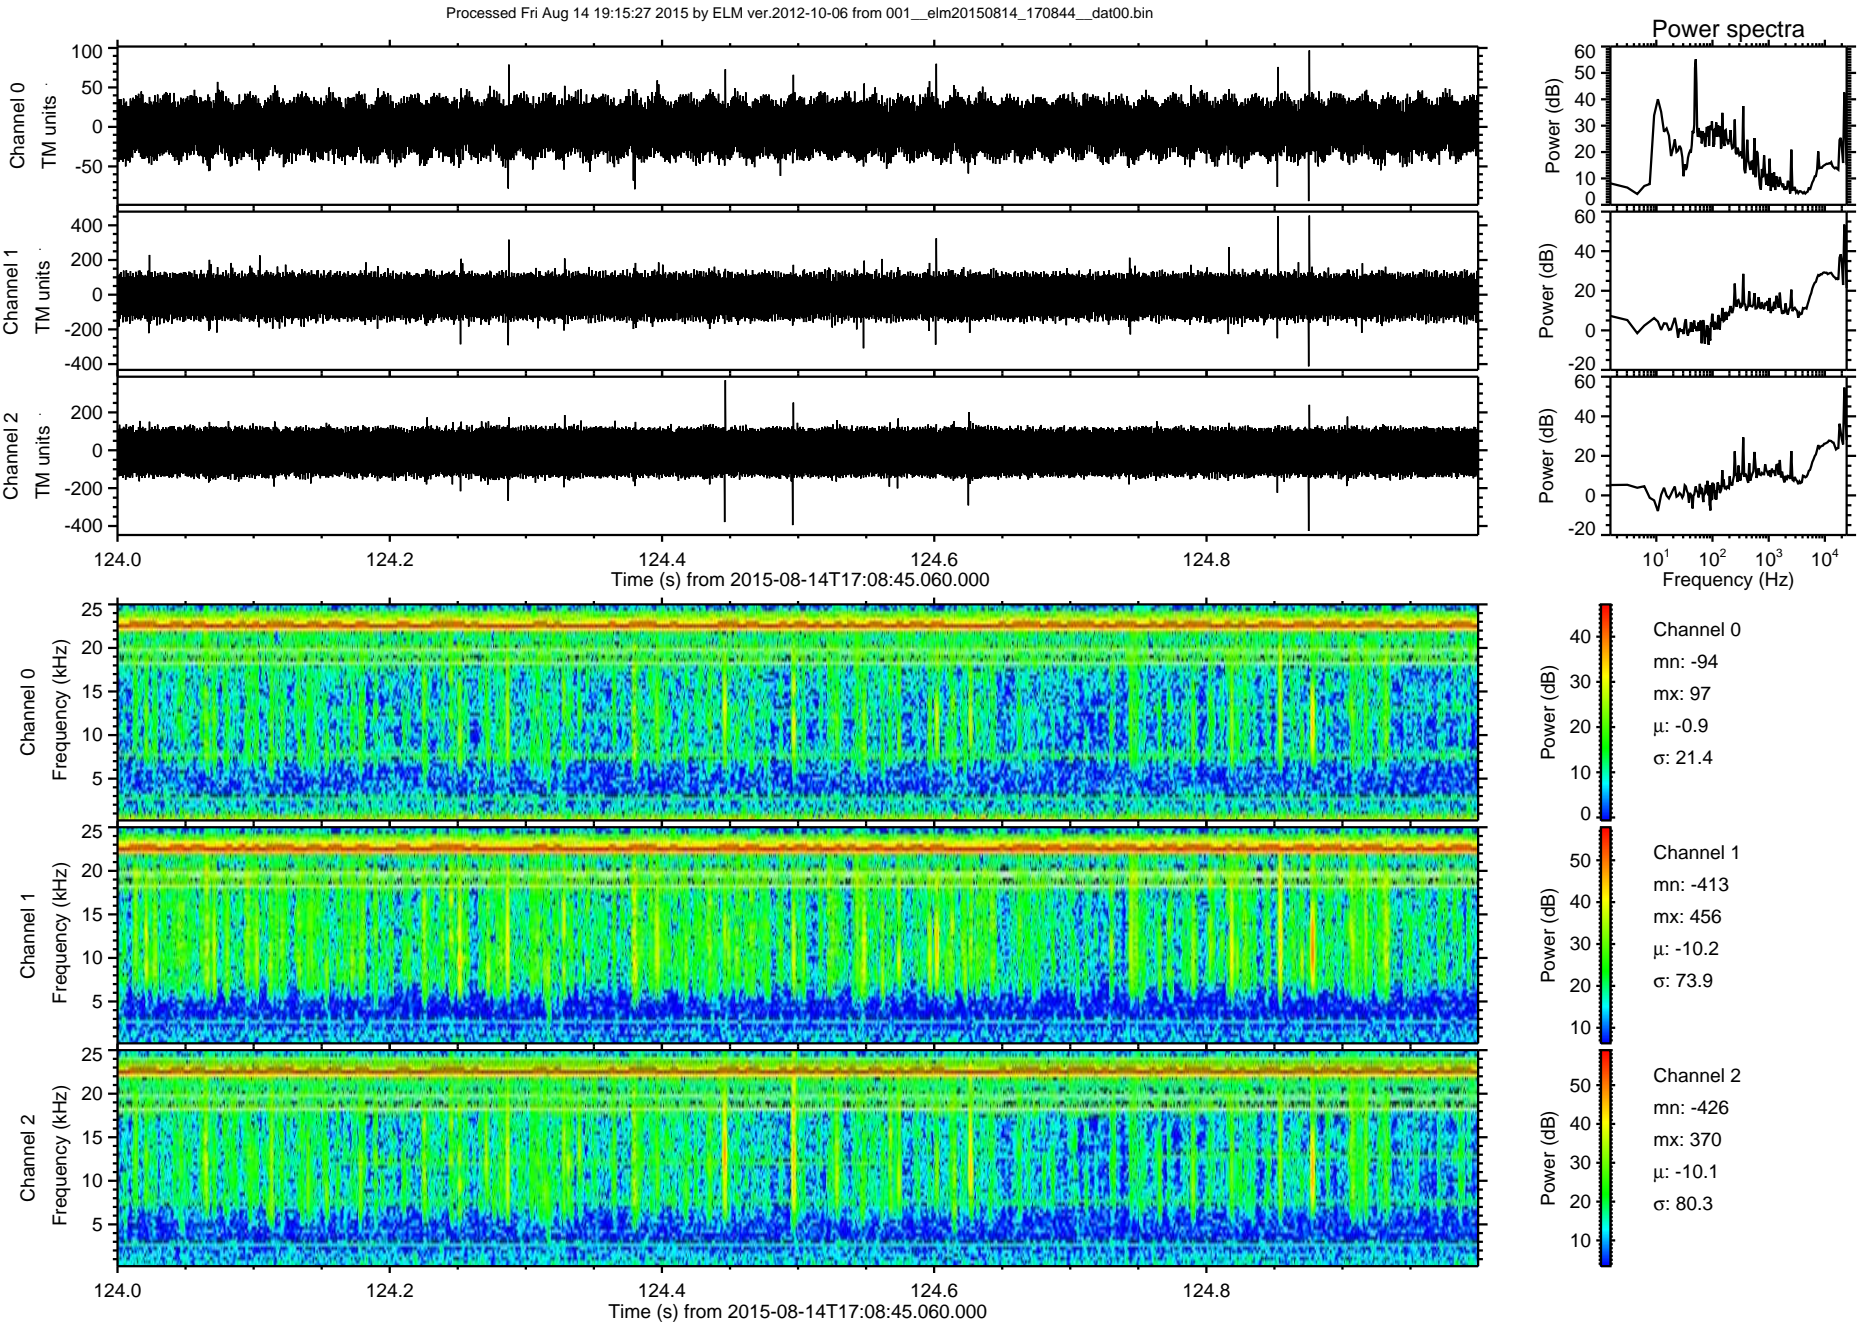 Processed Fri Aug 14 19:15:27 2015 by ELM ver.2012-10-06 from 001__elm20150814_170844__dat00.bin
Power spectra
Channel 0
TM units
100
50
0
-50
Power (dB)
60
50
40
30
20
10
0
Channel 1
TM units
400
200
0
-200
-400
Power (dB)
60
40
20
0
-20
Channel 2
TM units
200
0
-200
-400
Power (dB)
60
40
20
0
-20
124.0 124.2 124.4 124.6 124.8
Time (s) from 2015-08-14T17:08:45.060.000
10¹ 10² 10³ 10⁴
Frequency (Hz)
Channel 0
Frequency (kHz)
25
20
15
10
5
Power (dB)
40
30
20
10
0
Channel 0
mn: -94
mx: 97
μ: -0.9
σ: 21.4
Channel 1
Frequency (kHz)
25
20
15
10
5
Power (dB)
50
40
30
20
10
Channel 1
mn: -413
mx: 456
μ: -10.2
σ: 73.9
Channel 2
Frequency (kHz)
25
20
15
10
5
Power (dB)
50
40
30
20
10
Channel 2
mn: -426
mx: 370
μ: -10.1
σ: 80.3
124.0 124.2 124.4 124.6 124.8
Time (s) from 2015-08-14T17:08:45.060.000